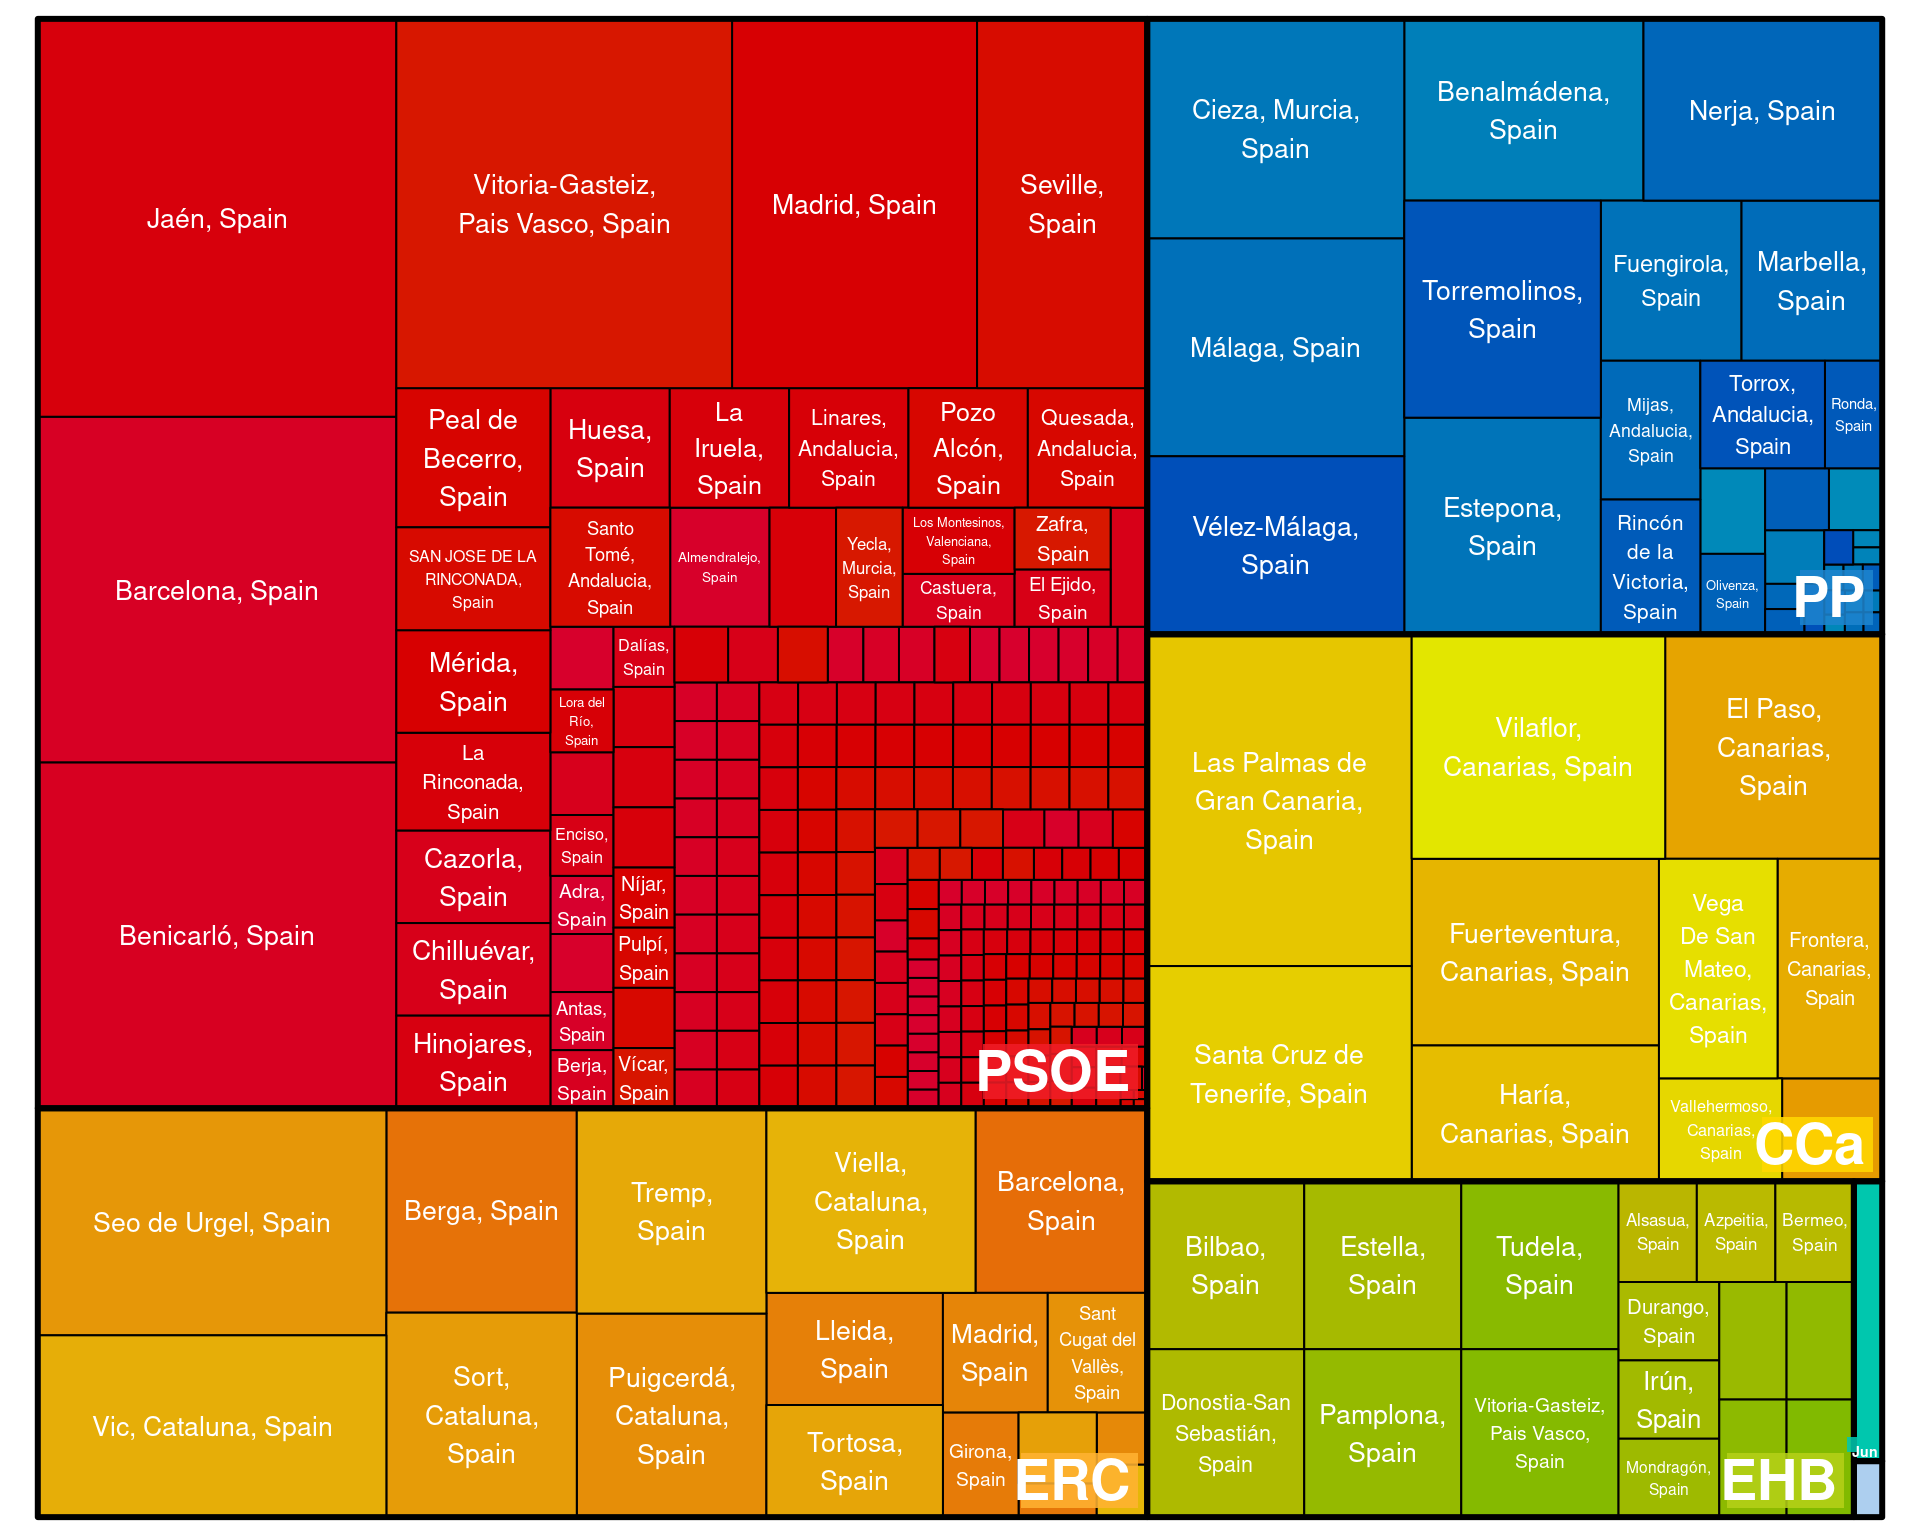 Jaén, Spain
Barcelona, Spain
Benicarló, Spain
Vitoria-Gasteiz,
Pais Vasco, Spain
Madrid, Spain
Seville,
Spain
Peal de
Becerro,
Spain
SAN JOSE DE LA
RINCONADA,
Spain
Mérida,
Spain
La
Rinconada,
Spain
Cazorla,
Spain
Chilluévar,
Spain
Hinojares,
Spain
Huesa,
Spain
La
Iruela,
Spain
Linares,
Andalucia,
Spain
Pozo
Alcón,
Spain
Quesada,
Andalucia,
Spain
Santo
Tomé,
Andalucia,
Spain
Almendralejo,
Spain
Yecla,
Murcia,
Spain
Los Montesinos,
Valenciana,
Spain
Castuera,
Spain
Zafra,
Spain
El Ejido,
Spain
Dalías,
Spain
Lora del
Río,
Spain
Enciso,
Spain
Adra,
Spain
Antas,
Spain
Berja,
Spain
Níjar,
Spain
Pulpí,
Spain
Vícar,
Spain
PSOE
Cieza, Murcia,
Spain
Málaga, Spain
Vélez-Málaga,
Spain
Benalmádena,
Spain
Nerja, Spain
Torremolinos,
Spain
Estepona,
Spain
Fuengirola,
Spain
Marbella,
Spain
Mijas,
Andalucia,
Spain
Rincón
de la
Victoria,
Spain
Torrox,
Andalucia,
Spain
Ronda,
Spain
Olivenza,
Spain
PP
Las Palmas de
Gran Canaria,
Spain
Santa Cruz de
Tenerife, Spain
Vilaflor,
Canarias, Spain
El Paso,
Canarias,
Spain
Fuerteventura,
Canarias, Spain
Haría,
Canarias, Spain
Vega
De San
Mateo,
Canarias,
Spain
Frontera,
Canarias,
Spain
Vallehermoso,
Canarias,
Spain
CCa
Seo de Urgel, Spain
Vic, Cataluna, Spain
Berga, Spain
Sort,
Cataluna,
Spain
Tremp,
Spain
Puigcerdá,
Cataluna,
Spain
Viella,
Cataluna,
Spain
Barcelona,
Spain
Lleida,
Spain
Tortosa,
Spain
Madrid,
Spain
Sant
Cugat del
Vallès,
Spain
Girona,
Spain
ERC
Bilbao,
Spain
Donostia-San
Sebastián,
Spain
Estella,
Spain
Pamplona,
Spain
Tudela,
Spain
Vitoria-Gasteiz,
Pais Vasco,
Spain
Alsasua,
Spain
Azpeitia,
Spain
Bermeo,
Spain
Durango,
Spain
Irún,
Spain
Mondragón,
Spain
EHB
Jun